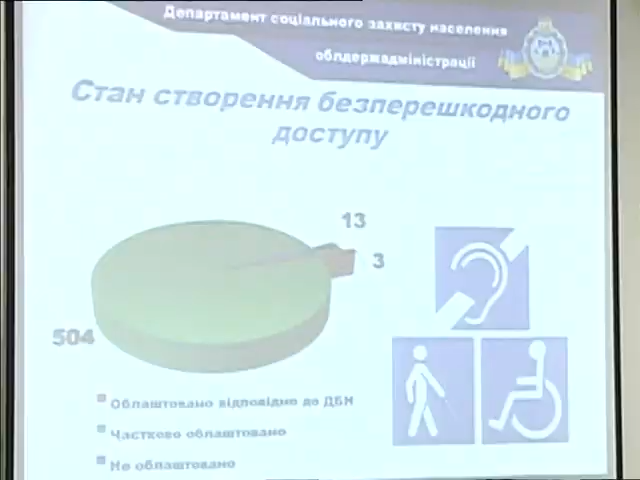 Департамент соціального захисту населення
облдержадміністрації
Стан створення безперешкодного
доступу
13
3
504
Облаштовано відповідно до ДБН
Частково облаштовано
Не облаштовано